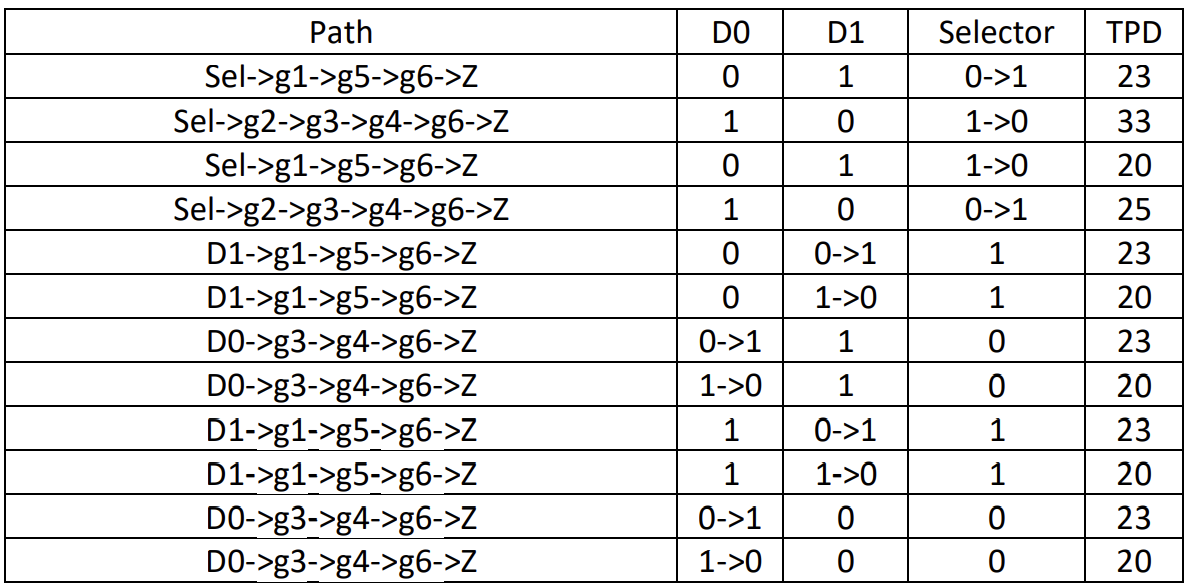 Path D0 D1 Selector TPD
Sel->g1->g5->g6->Z 0 1 0->1 23
Sel->g2->g3->g4->g6->Z 1 0 1->0 33
Sel->g1->g5->g6->Z 0 1 1->0 20
Sel->g2->g3->g4->g6->Z 1 0 0->1 25
D1->g1->g5->g6->Z 0 0->1 1 23
D1->g1->g5->g6->Z 0 1->0 1 20
D0->g3->g4->g6->Z 0->1 1 0 23
D0->g3->g4->g6->Z 1->0 1 0 20
D1->g1->g5->g6->Z 1 0->1 1 23
D1->g1->g5->g6->Z 1 1->0 1 20
D0->g3->g4->g6->Z 0->1 0 0 23
D0->g3->g4->g6->Z 1->0 0 0 20